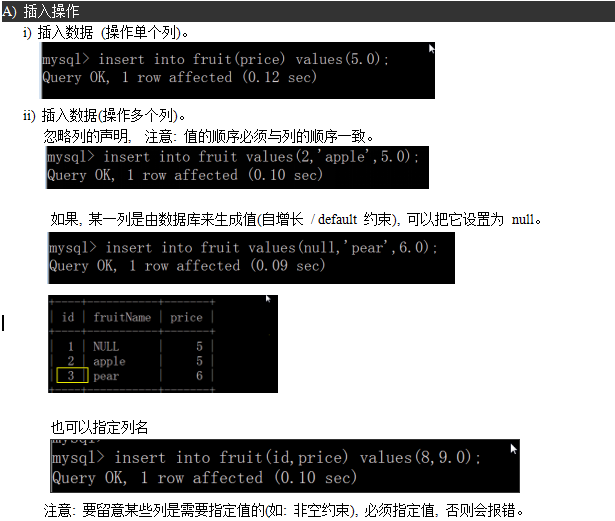 A) 插入操作
i) 插入数据 (操作单个列)。
mysql> insert into fruit(price) values(5.0);
Query OK, 1 row affected (0.12 sec)
ii) 插入数据(操作多个列)。
忽略列的声明, 注意: 值的顺序必须与列的顺序一致。
mysql> insert into fruit values(2,'apple',5.0);
Query OK, 1 row affected (0.10 sec)
如果, 某一列是由数据库来生成值(自增长 / default 约束), 可以把它设置为 null。
mysql> insert into fruit values(null,'pear',6.0);
Query OK, 1 row affected (0.09 sec)
| id | fruitName | price |
| 1 | NULL | 5 |
| 2 | apple | 5 |
| 3 | pear | 6 |
也可以指定列名
mysql> insert into fruit(id,price) values(8,9.0);
Query OK, 1 row affected (0.10 sec)
注意: 要留意某些列是需要指定值的(如: 非空约束), 必须指定值, 否则会报错。